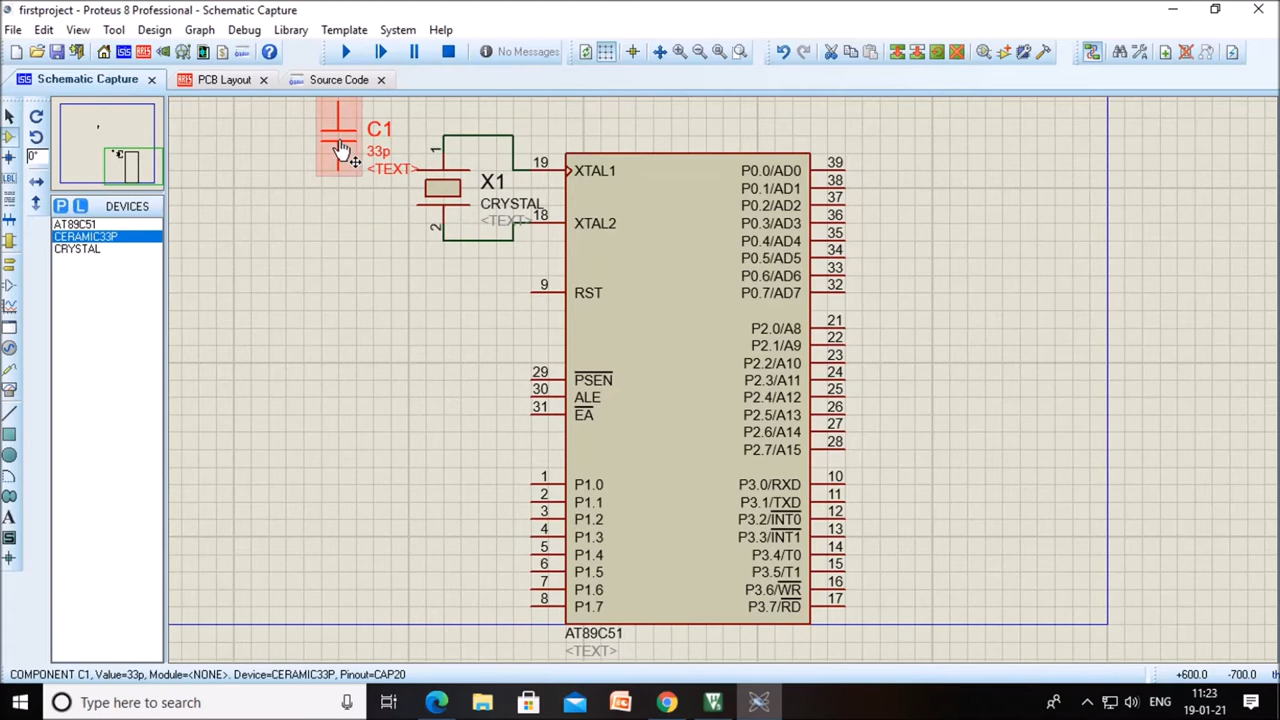 firstproject - Proteus 8 Professional - Schematic Capture
File Edit View Tool Design Graph Debug Library Template System Help
No Messages
Schematic Capture
PCB Layout
Source Code
0°
P L DEVICES
AT89C51
CERAMIC33P
CRYSTAL
C1
33p
<TEXT>
1
X1
CRYSTAL
<TEXT>
2
19 XTAL1
18 XTAL2
9 RST
29 PSEN
30 ALE
31 EA
1 P1.0
2 P1.1
3 P1.2
4 P1.3
5 P1.4
6 P1.5
7 P1.6
8 P1.7
P0.0/AD0 39
P0.1/AD1 38
P0.2/AD2 37
P0.3/AD3 36
P0.4/AD4 35
P0.5/AD5 34
P0.6/AD6 33
P0.7/AD7 32
P2.0/A8 21
P2.1/A9 22
P2.2/A10 23
P2.3/A11 24
P2.4/A12 25
P2.5/A13 26
P2.6/A14 27
P2.7/A15 28
P3.0/RXD 10
P3.1/TXD 11
P3.2/INT0 12
P3.3/INT1 13
P3.4/T0 14
P3.5/T1 15
P3.6/WR 16
P3.7/RD 17
AT89C51
<TEXT>
COMPONENT C1, Value=33p, Module=<NONE>. Device=CERAMIC33P, Pinout=CAP20
+600.0 -700.0
Type here to search
ENG
11:23
19-01-21